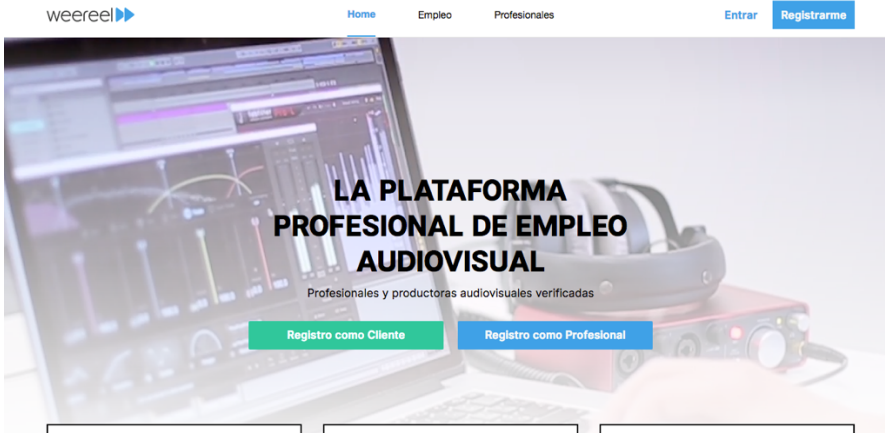 weereel
Home
Empleo
Profesionales
Entrar
Registrarme
LA PLATAFORMA
PROFESIONAL DE EMPLEO
AUDIOVISUAL
Profesionales y productoras audiovisuales verificadas
Registro como Cliente
Registro como Profesional